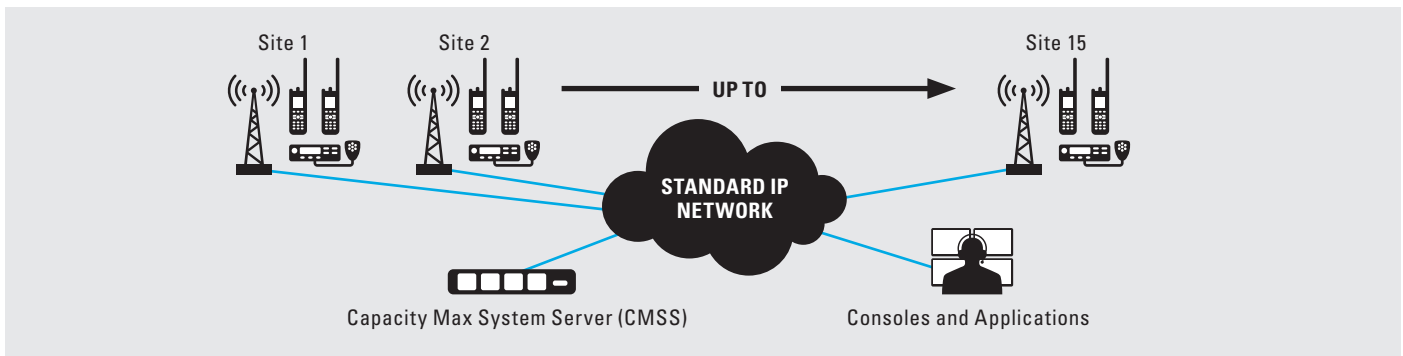 Site 1
Site 2
Site 15
UP TO
STANDARD IP
NETWORK
Capacity Max System Server (CMSS)
Consoles and Applications